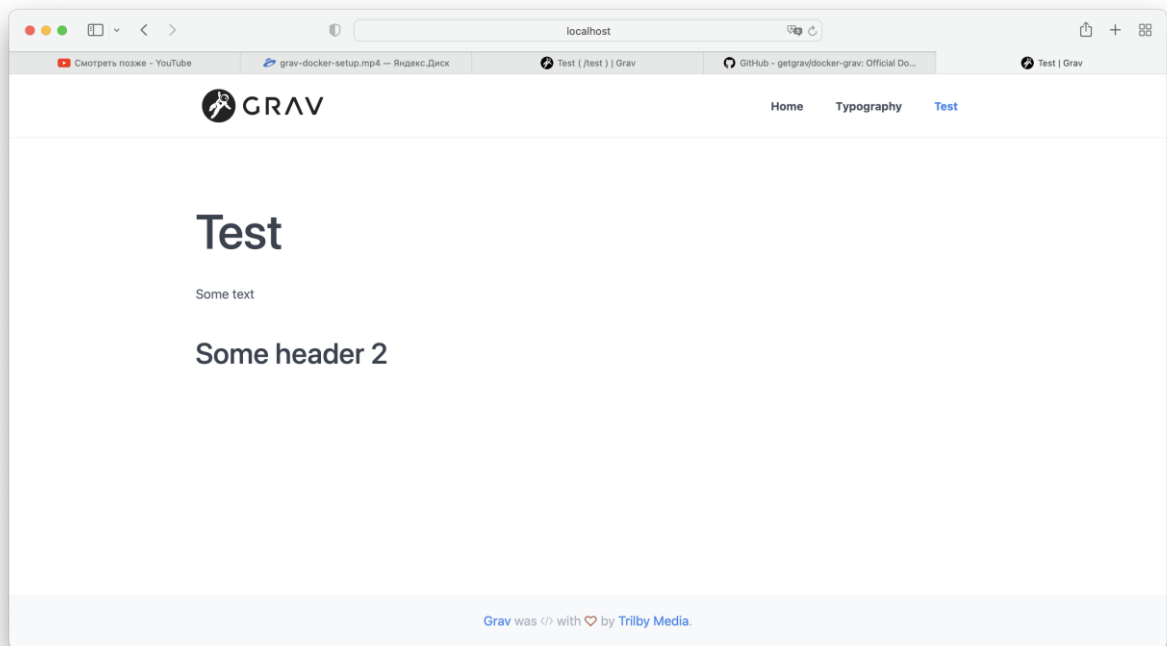 localhost
Смотреть позже - YouTube
grav-docker-setup.mp4 — Яндекс.Диск
Test ( /test ) | Grav
GitHub - getgrav/docker-grav: Official Do...
Test | Grav
GRAV
Home Typography Test
Test
Some text
Some header 2
Grav was </> with ♡ by Trilby Media.